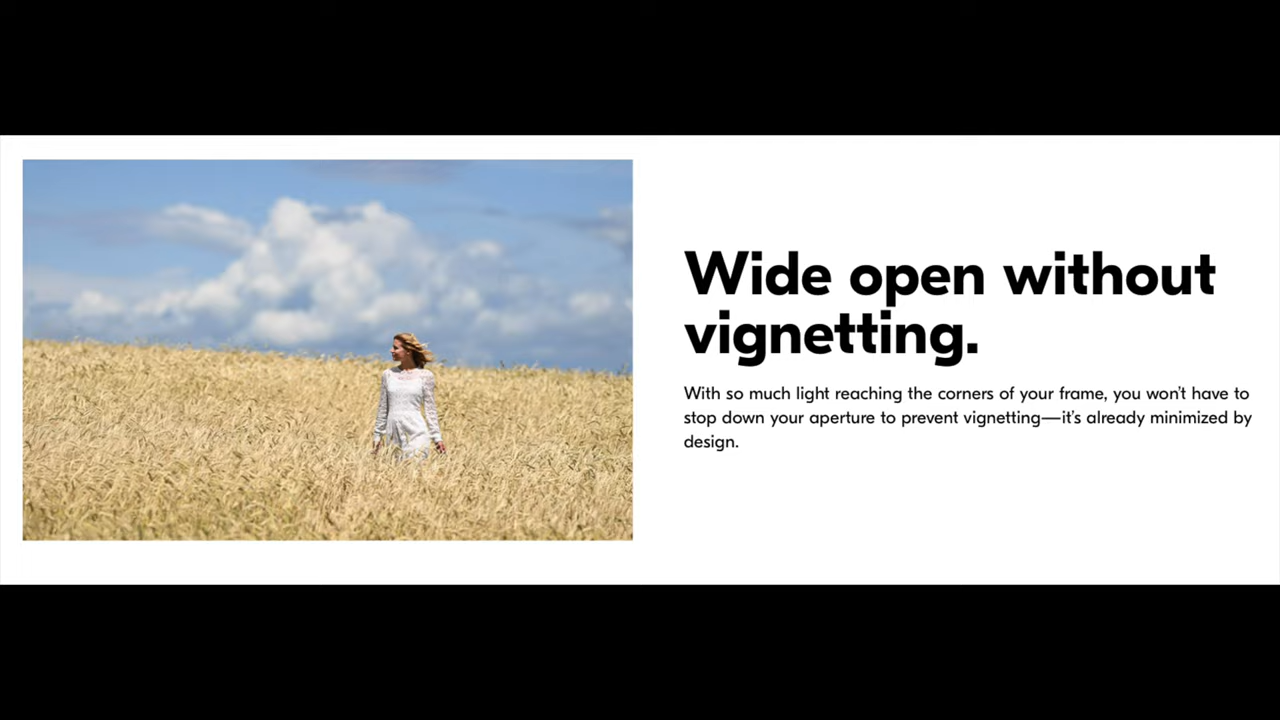 Wide open without
vignetting.
With so much light reaching the corners of your frame, you won’t have to
stop down your aperture to prevent vignetting—it’s already minimized by
design.